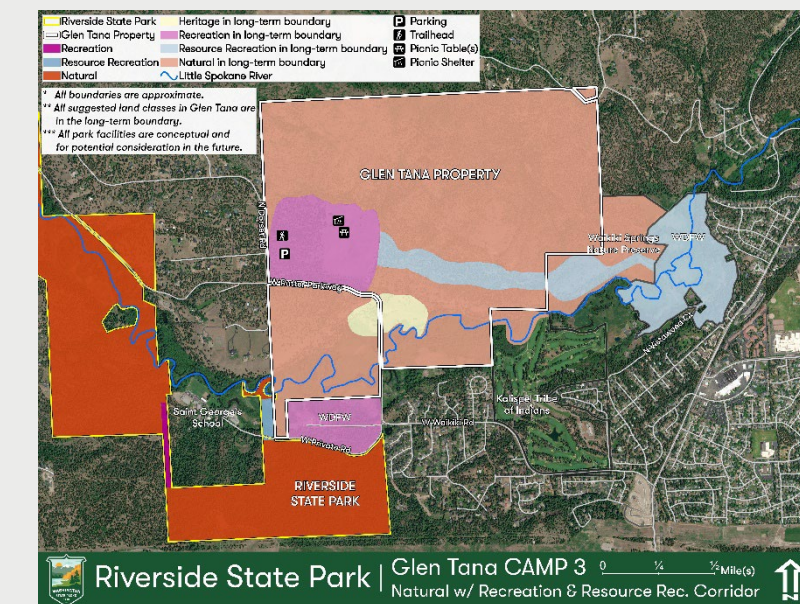 Riverside State Park
Glen Tana Property
Recreation
Resource Recreation
Natural
Heritage in long-term boundary
Recreation in long-term boundary
Resource Recreation in long-term boundary
Natural in long-term boundary
Little Spokane River
P Parking
Trailhead
Picnic Table(s)
Picnic Shelter
* All boundaries are approximate.
** All suggested land classes in Glen Tana are
in the long-term boundary.
*** All park facilities are conceptual and
for potential consideration in the future.
GLEN TANA PROPERTY
P
Waikiki Springs
Nature Preserve
WDFW
Saint George's
School
WDFW
W Waikiki Rd
Kalispel Tribe
of Indians
RIVERSIDE
STATE PARK
Riverside State Park | Glen Tana CAMP 3
Natural w/ Recreation & Resource Rec. Corridor
0 ¼ ½ Mile(s)
N